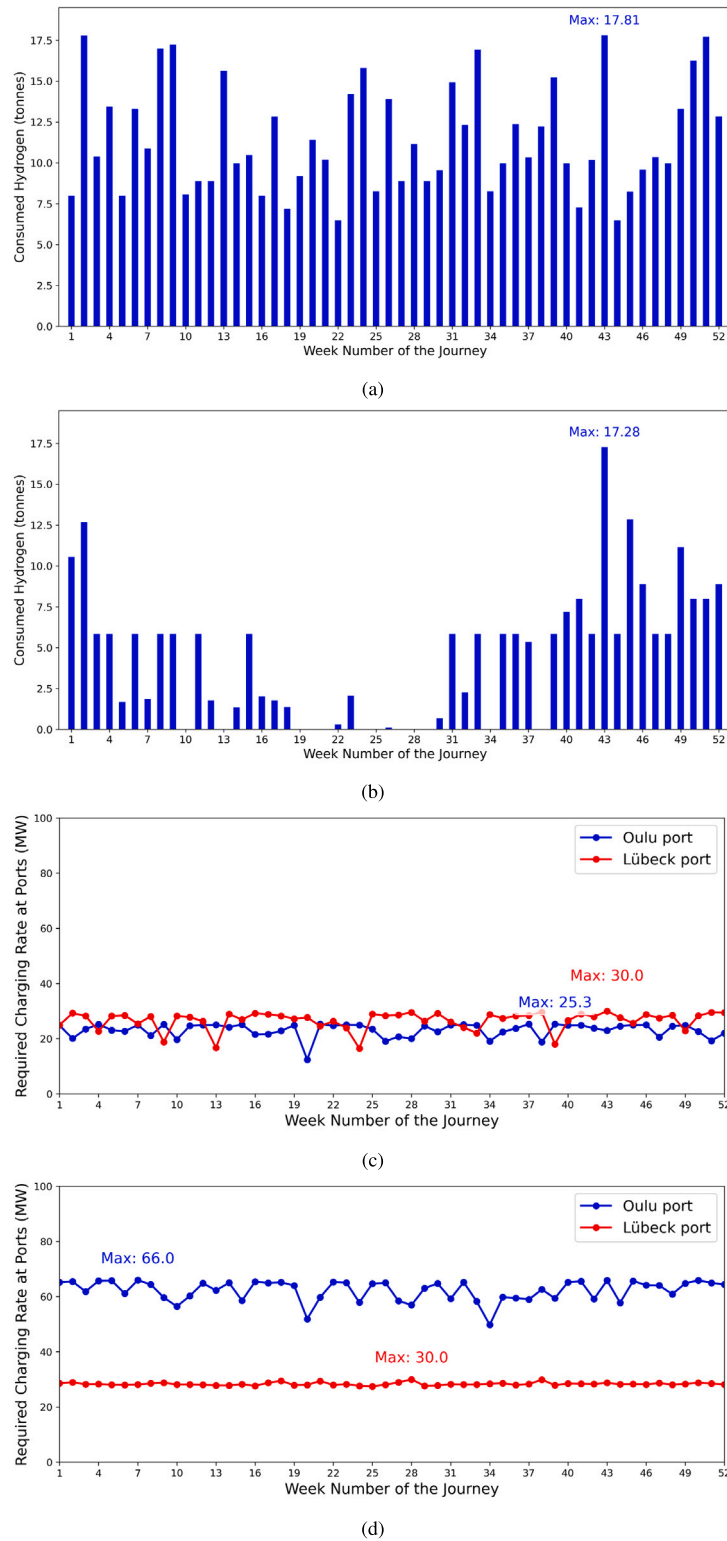 Max: 17.81
17.5
15.0
12.5
10.0
7.5
5.0
2.5
0.0
Consumed Hydrogen (tonnes)
1 4 7 10 13 16 19 22 25 28 31 34 37 40 43 46 49 52
Week Number of the Journey
(a)
Max: 17.28
17.5
15.0
12.5
10.0
7.5
5.0
2.5
0.0
Consumed Hydrogen (tonnes)
1 4 7 10 13 16 19 22 25 28 31 34 37 40 43 46 49 52
Week Number of the Journey
(b)
100
80
60
40
20
0
Required Charging Rate at Ports (MW)
Oulu port
Lübeck port
Max: 30.0
Max: 25.3
1 4 7 10 13 16 19 22 25 28 31 34 37 40 43 46 49 52
Week Number of the Journey
(c)
100
80
60
40
20
0
Required Charging Rate at Ports (MW)
Oulu port
Lübeck port
Max: 66.0
Max: 30.0
1 4 7 10 13 16 19 22 25 28 31 34 37 40 43 46 49 52
Week Number of the Journey
(d)